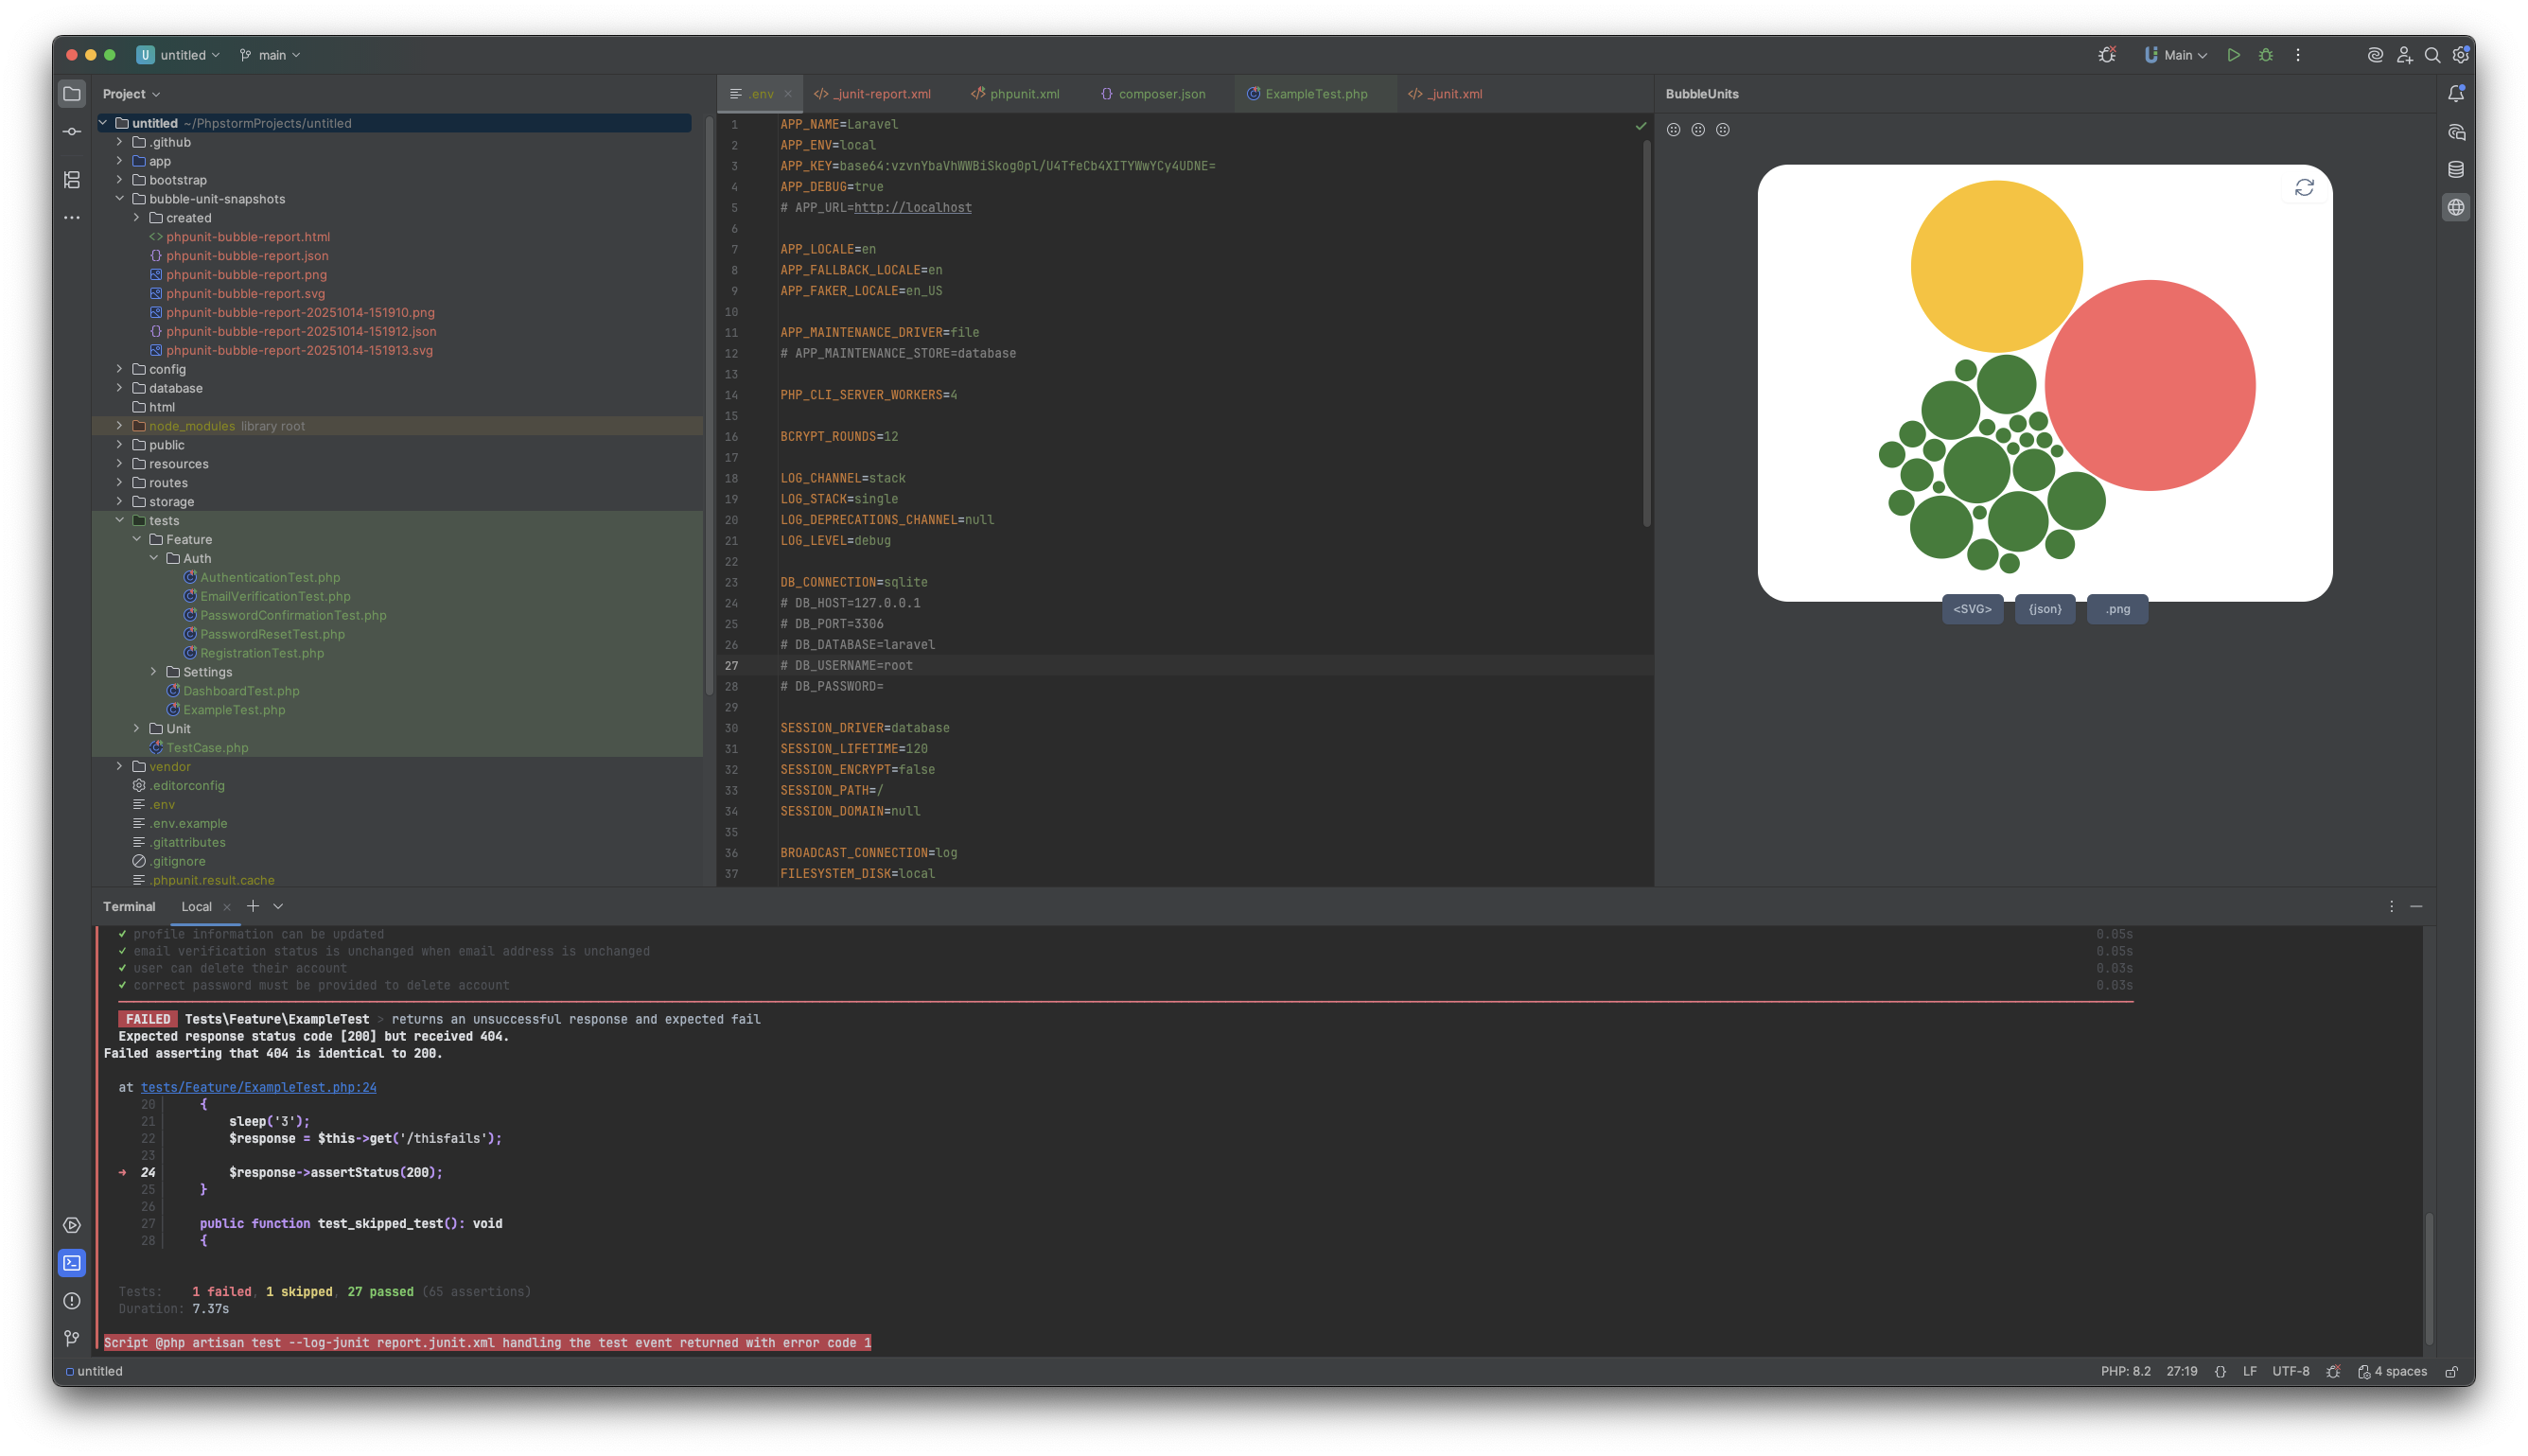 U untitled
main
Main
Project
untitled ~/PhpstormProjects/untitled
.github
app
bootstrap
bubble-unit-snapshots
created
phpunit-bubble-report.html
phpunit-bubble-report.json
phpunit-bubble-report.png
phpunit-bubble-report.svg
phpunit-bubble-report-20251014-151910.png
phpunit-bubble-report-20251014-151912.json
phpunit-bubble-report-20251014-151913.svg
config
database
html
node_modules library root
public
resources
routes
storage
tests
Feature
Auth
AuthenticationTest.php
EmailVerificationTest.php
PasswordConfirmationTest.php
PasswordResetTest.php
RegistrationTest.php
Settings
DashboardTest.php
ExampleTest.php
Unit
TestCase.php
vendor
.editorconfig
.env
.env.example
.gitattributes
.gitignore
.phpunit.result.cache
.env
_junit-report.xml
phpunit.xml
composer.json
ExampleTest.php
_junit.xml
1 APP_NAME=Laravel
2 APP_ENV=local
3 APP_KEY=base64:vzvnYbaVhWWBiSkog0pl/U4TfeCb4XITYWwYCy4UDNE=
4 APP_DEBUG=true
5 # APP_URL=http://localhost
6
7 APP_LOCALE=en
8 APP_FALLBACK_LOCALE=en
9 APP_FAKER_LOCALE=en_US
10
11 APP_MAINTENANCE_DRIVER=file
12 # APP_MAINTENANCE_STORE=database
13
14 PHP_CLI_SERVER_WORKERS=4
15
16 BCRYPT_ROUNDS=12
17
18 LOG_CHANNEL=stack
19 LOG_STACK=single
20 LOG_DEPRECATIONS_CHANNEL=null
21 LOG_LEVEL=debug
22
23 DB_CONNECTION=sqlite
24 # DB_HOST=127.0.0.1
25 # DB_PORT=3306
26 # DB_DATABASE=laravel
27 # DB_USERNAME=root
28 # DB_PASSWORD=
29
30 SESSION_DRIVER=database
31 SESSION_LIFETIME=120
32 SESSION_ENCRYPT=false
33 SESSION_PATH=/
34 SESSION_DOMAIN=null
35
36 BROADCAST_CONNECTION=log
37 FILESYSTEM_DISK=local
BubbleUnits
<SVG>
{json}
.png
Terminal Local
✓ profile information can be updated 0.05s
✓ email verification status is unchanged when email address is unchanged 0.05s
✓ user can delete their account 0.03s
✓ correct password must be provided to delete account 0.03s
FAILED Tests\Feature\ExampleTest > returns an unsuccessful response and expected fail
Expected response status code [200] but received 404.
Failed asserting that 404 is identical to 200.
at tests/Feature/ExampleTest.php:24
20 {
21 sleep('3');
22 $response = $this->get('/thisfails');
23
➜ 24 $response->assertStatus(200);
25 }
26
27 public function test_skipped_test(): void
28 {
Tests: 1 failed, 1 skipped, 27 passed (65 assertions)
Duration: 7.37s
Script @php artisan test --log-junit report.junit.xml handling the test event returned with error code 1
untitled
PHP: 8.2 27:19 {} LF UTF-8 4 spaces